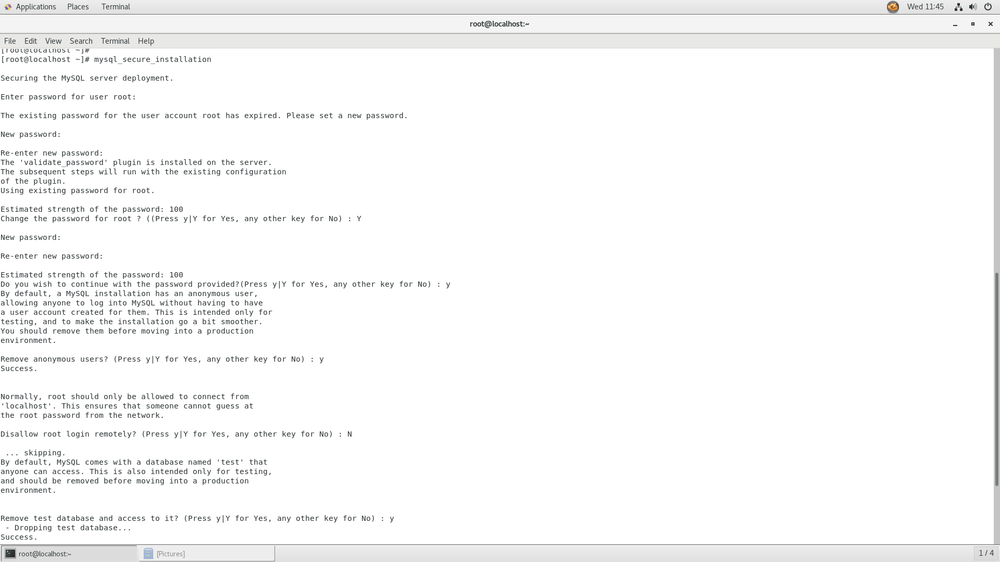 Applications Places Terminal Wed 11:45
root@localhost:~
File Edit View Search Terminal Help
[root@localhost ~]#
[root@localhost ~]# mysql_secure_installation
Securing the MySQL server deployment.
Enter password for user root:
The existing password for the user account root has expired. Please set a new password.
New password:
Re-enter new password:
The 'validate_password' plugin is installed on the server.
The subsequent steps will run with the existing configuration
of the plugin.
Using existing password for root.
Estimated strength of the password: 100
Change the password for root ? ((Press y|Y for Yes, any other key for No) : Y
New password:
Re-enter new password:
Estimated strength of the password: 100
Do you wish to continue with the password provided?(Press y|Y for Yes, any other key for No) : y
By default, a MySQL installation has an anonymous user,
allowing anyone to log into MySQL without having to have
a user account created for them. This is intended only for
testing, and to make the installation go a bit smoother.
You should remove them before moving into a production
environment.
Remove anonymous users? (Press y|Y for Yes, any other key for No) : y
Success.
Normally, root should only be allowed to connect from
'localhost'. This ensures that someone cannot guess at
the root password from the network.
Disallow root login remotely? (Press y|Y for Yes, any other key for No) : N
... skipping.
By default, MySQL comes with a database named 'test' that
anyone can access. This is also intended only for testing,
and should be removed before moving into a production
environment.
Remove test database and access to it? (Press y|Y for Yes, any other key for No) : y
- Dropping test database...
Success.
root@localhost:~ [Pictures] 1 / 4